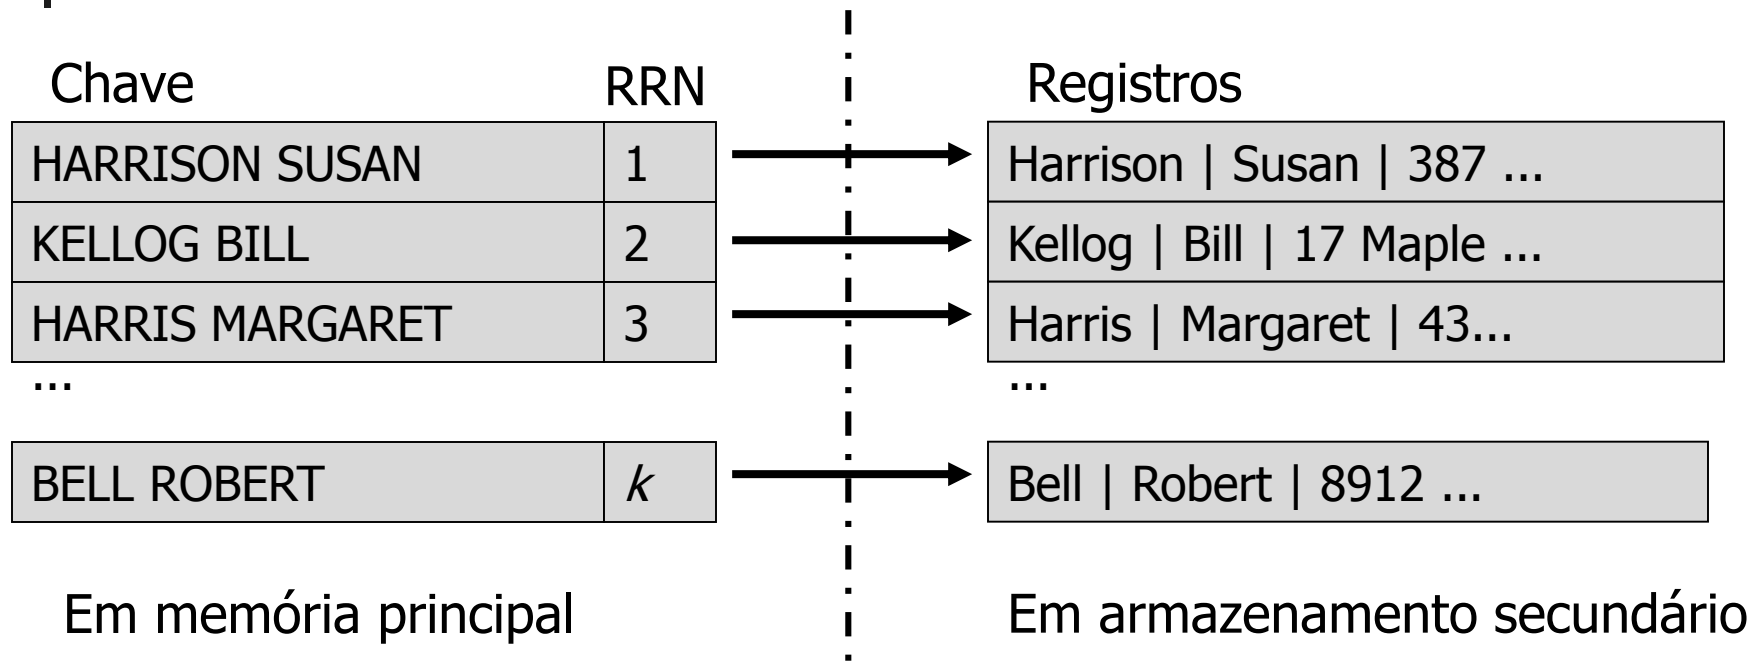 Chave RRN Registros
HARRISON SUSAN 1 Harrison | Susan | 387 ...
KELLOG BILL 2 Kellog | Bill | 17 Maple ...
HARRIS MARGARET 3 Harris | Margaret | 43...
... ...
BELL ROBERT k Bell | Robert | 8912 ...
Em memória principal Em armazenamento secundário